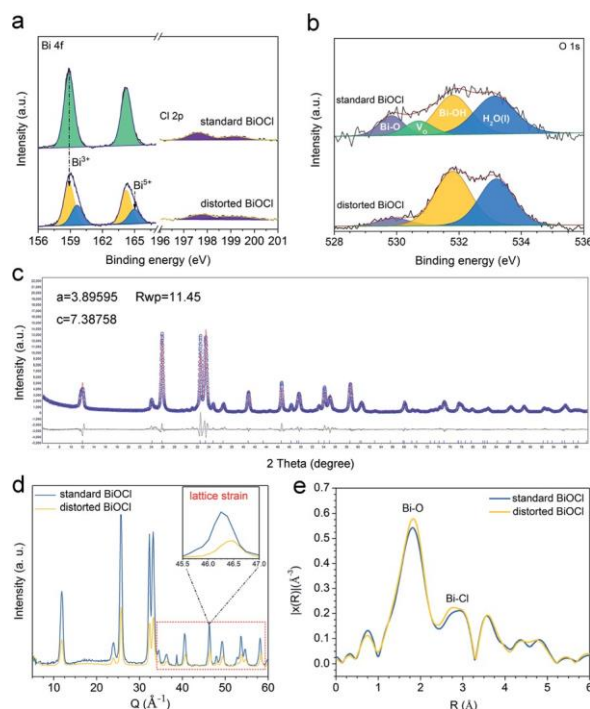 a
Bi 4f
Cl 2p
standard BiOCl
Bi³⁺
Bi⁵⁺
distorted BiOCl
Intensity (a.u.)
156 159 162 165 196 197 198 199 200 201
Binding energy (eV)
b
O 1s
standard BiOCl
Bi-O
V₀
Bi-OH
H₂O(l)
distorted BiOCl
Intensity (a.u.)
528 530 532 534 536
Binding energy (eV)
c
a=3.89595 Rwp=11.45
c=7.38758
Intensity (a.u.)
2 Theta (degree)
d
standard BiOCl
distorted BiOCl
lattice strain
45.5 46.0 46.5 47.0
Intensity (a.u.)
10 20 30 40 50 60
Q (Å⁻¹)
e
standard BiOCl
distorted BiOCl
Bi-O
Bi-Cl
|x(R)|(Å⁻³)
0.7
0.6
0.5
0.4
0.3
0.2
0.1
0.0
0 1 2 3 4 5 6
R (Å)